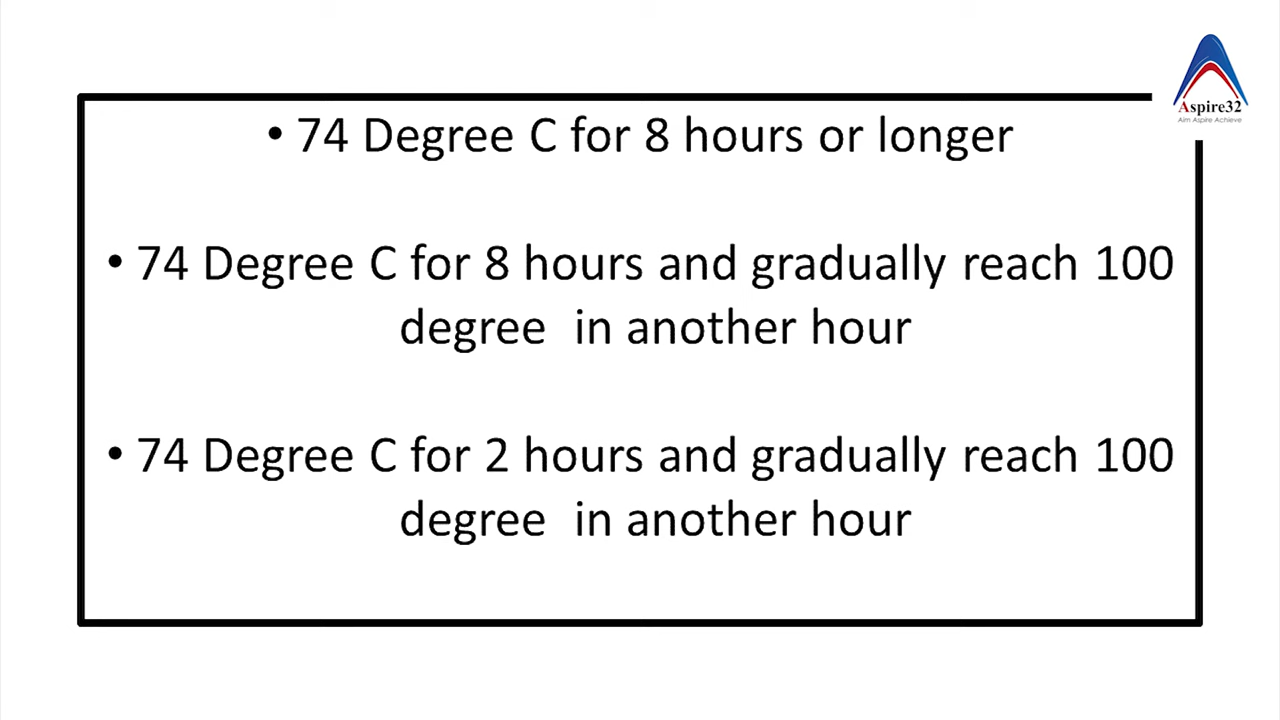 Aspire32
Aim Aspire Achieve
• 74 Degree C for 8 hours or longer
• 74 Degree C for 8 hours and gradually reach 100
degree in another hour
• 74 Degree C for 2 hours and gradually reach 100
degree in another hour